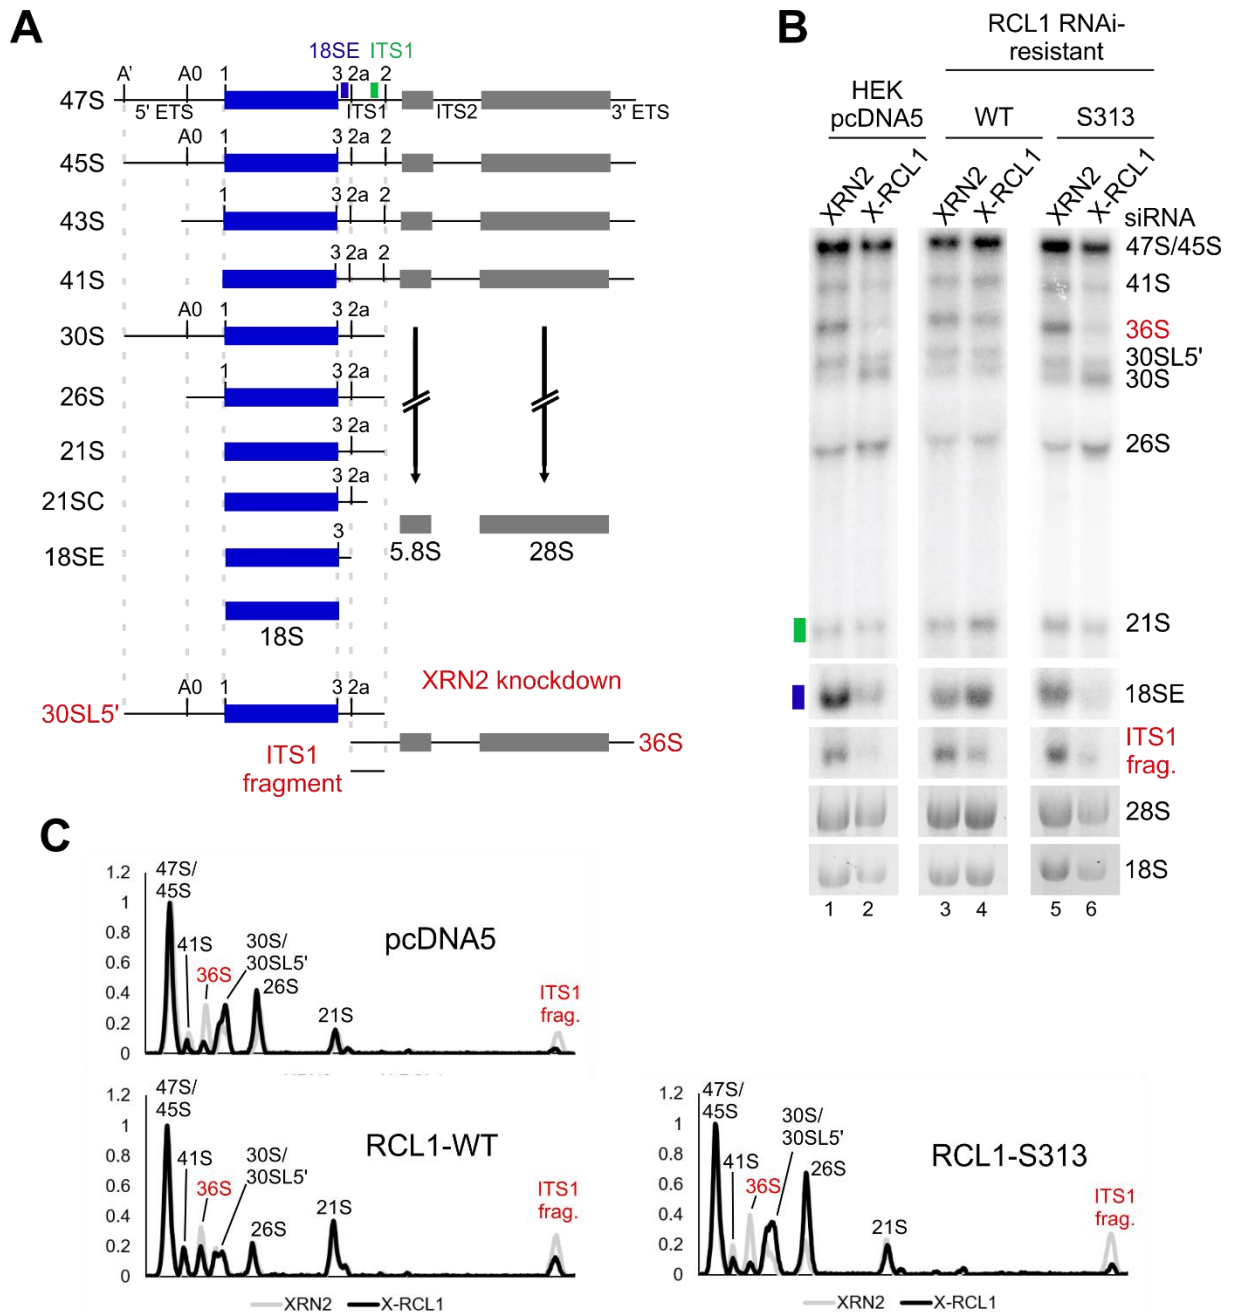 A
18SE ITS1
A' A0 1 3 2a 2
47S
5' ETS ITS1 ITS2 3' ETS
A0 3 2a 2
45S
1 3 2a 2
43S
3 2a 2
41S
A0 1 3 2a
30S
1 3 2a
26S
3 2a
21S
3 2a
21SC
3
18SE
5.8S 28S
18S
XRN2 knockdown
A0 1 3 2a
30SL5'
36S
ITS1
fragment
B
RCL1 RNAi-
resistant
HEK
pcDNA5 WT S313
XRN2 X-RCL1 XRN2 X-RCL1 XRN2 X-RCL1
siRNA
47S/45S
41S
36S
30SL5'
30S
26S
21S
18SE
ITS1
frag.
28S
18S
1 2 3 4 5 6
C
pcDNA5
1.2
1
0.8
0.6
0.4
0.2
0
47S/
45S
41S
36S
30S/
30SL5'
26S
21S
ITS1
frag.
RCL1-WT
1.2
1
0.8
0.6
0.4
0.2
0
47S/
45S
41S
36S
30S/
30SL5'
26S
21S
ITS1
frag.
XRN2 X-RCL1
RCL1-S313
1.2
1
0.8
0.6
0.4
0.2
0
47S/
45S
41S
36S
30S/
30SL5'
26S
21S
ITS1
frag.
XRN2 X-RCL1